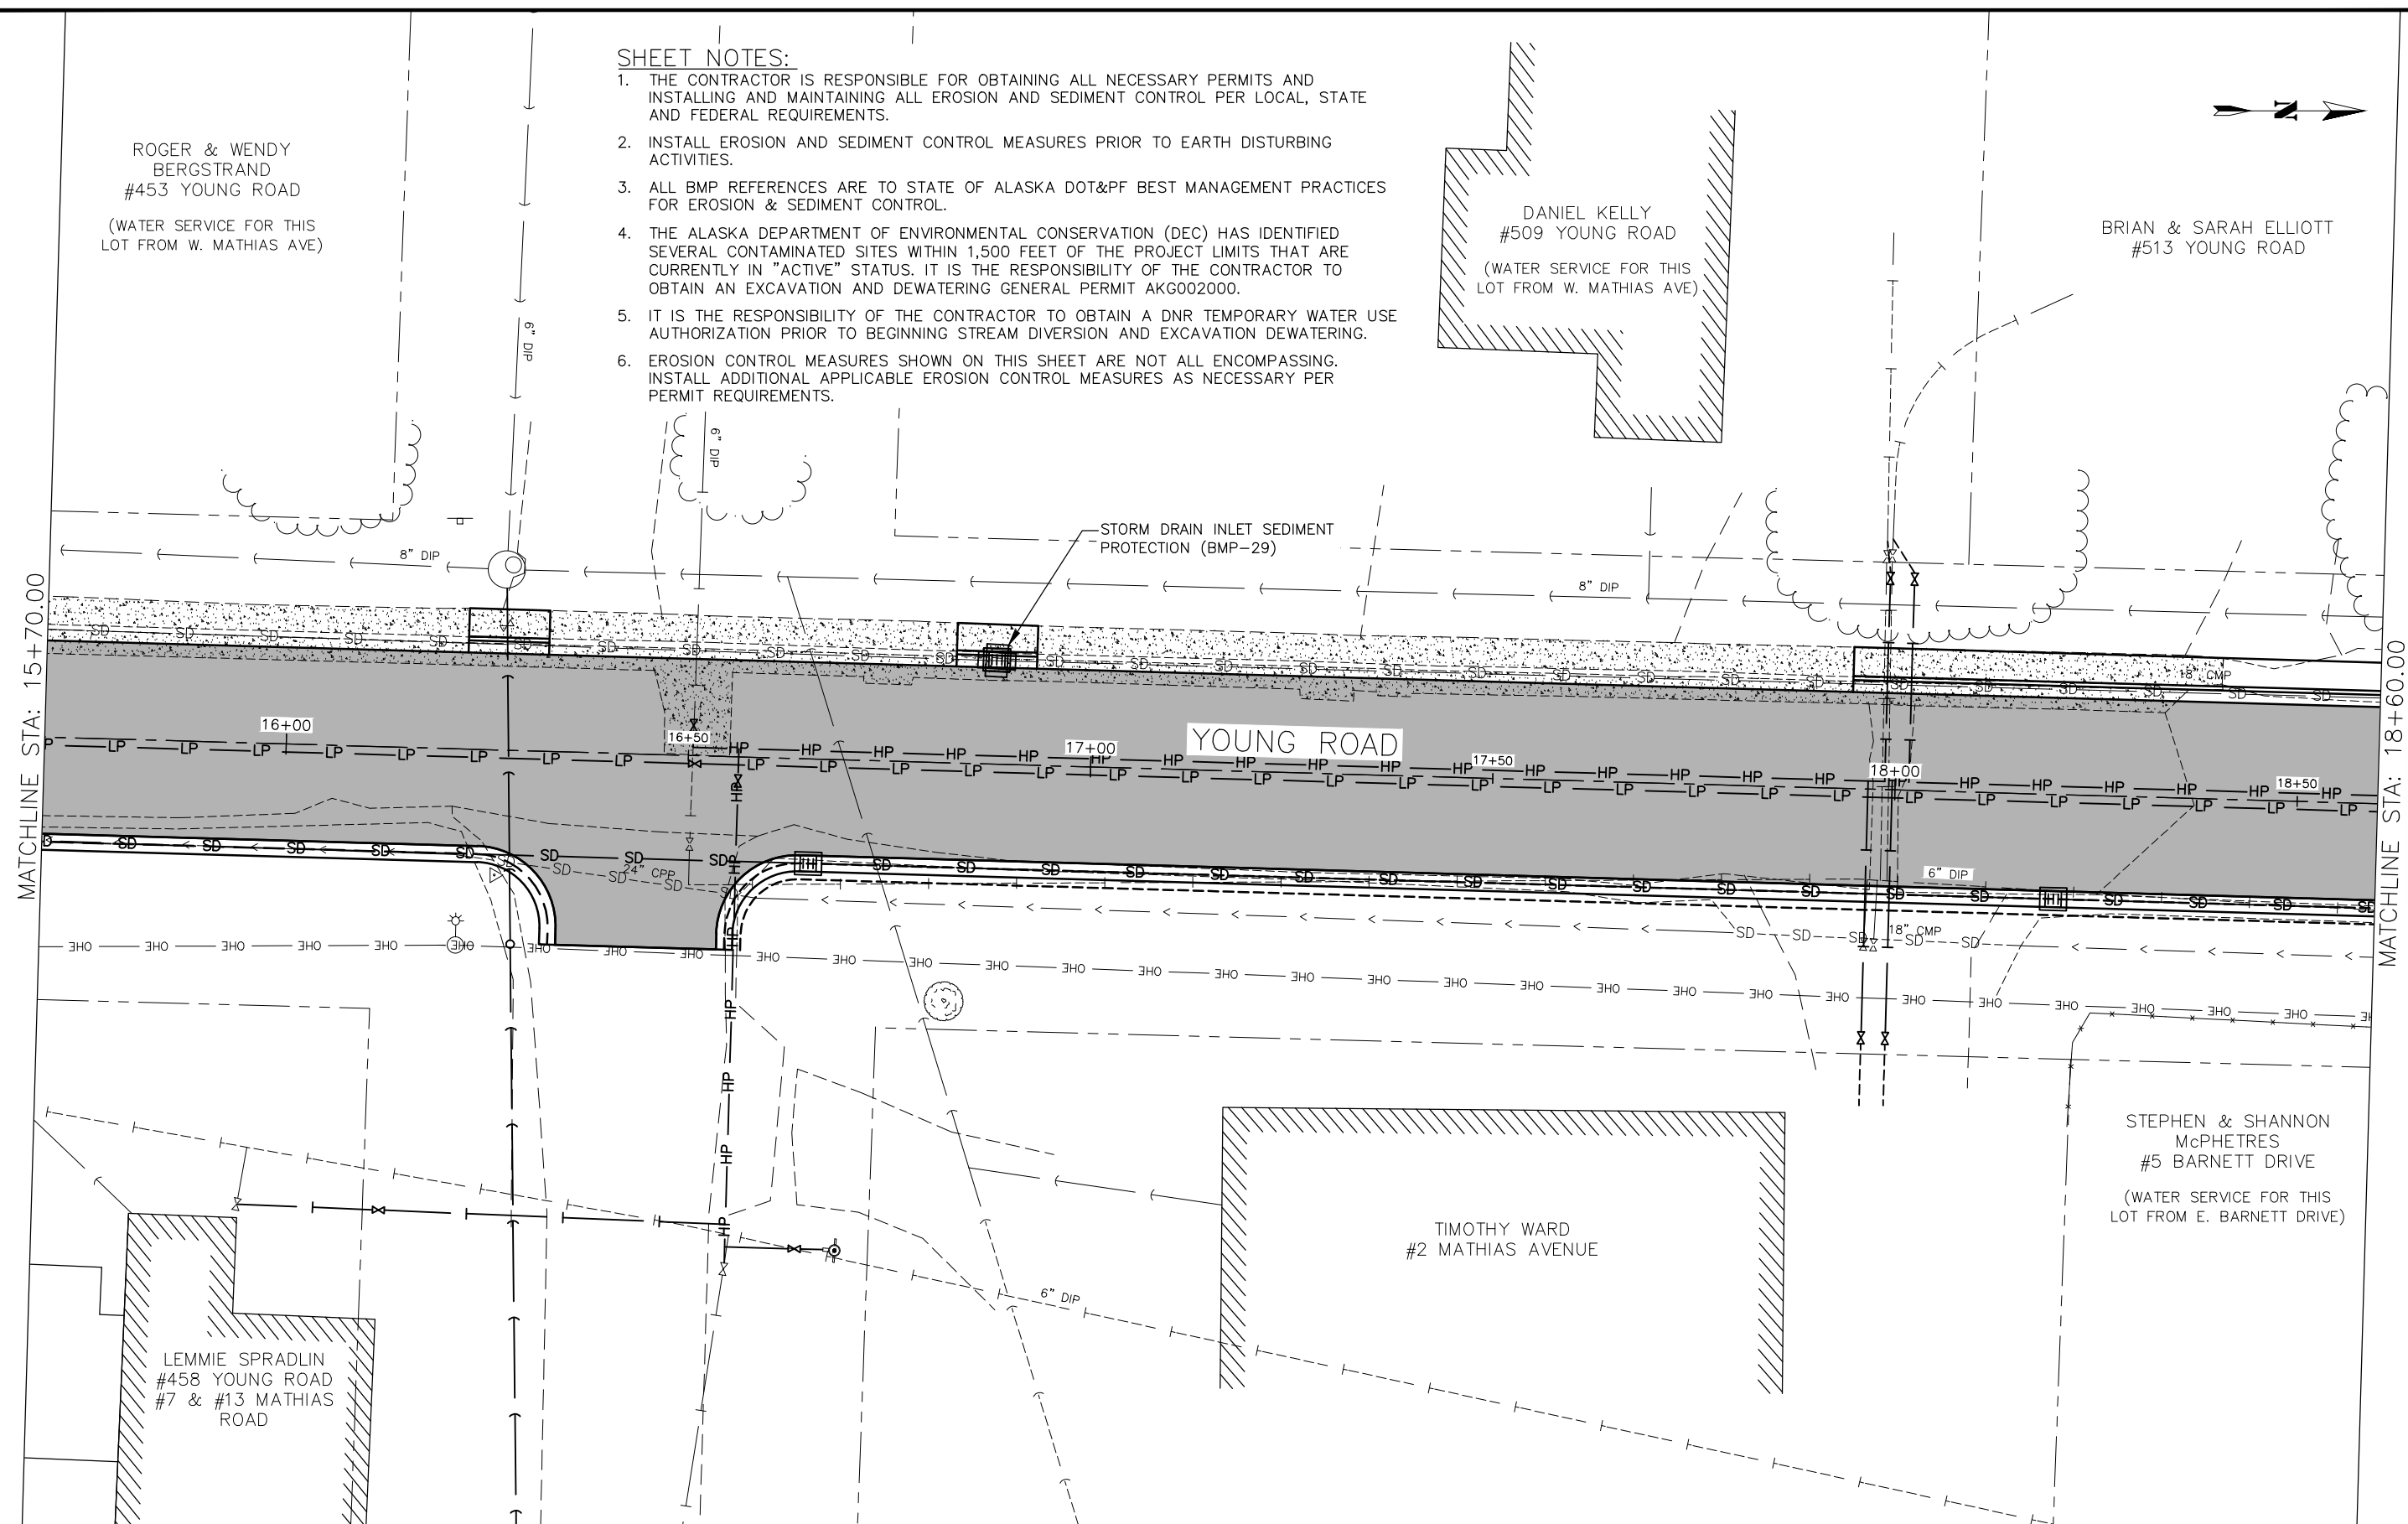 SHEET NOTES:
1. THE CONTRACTOR IS RESPONSIBLE FOR OBTAINING ALL NECESSARY PERMITS AND
INSTALLING AND MAINTAINING ALL EROSION AND SEDIMENT CONTROL PER LOCAL, STATE
AND FEDERAL REQUIREMENTS.
2. INSTALL EROSION AND SEDIMENT CONTROL MEASURES PRIOR TO EARTH DISTURBING
ACTIVITIES.
3. ALL BMP REFERENCES ARE TO STATE OF ALASKA DOT&PF BEST MANAGEMENT PRACTICES
FOR EROSION & SEDIMENT CONTROL.
4. THE ALASKA DEPARTMENT OF ENVIRONMENTAL CONSERVATION (DEC) HAS IDENTIFIED
SEVERAL CONTAMINATED SITES WITHIN 1,500 FEET OF THE PROJECT LIMITS THAT ARE
CURRENTLY IN "ACTIVE" STATUS. IT IS THE RESPONSIBILITY OF THE CONTRACTOR TO
OBTAIN AN EXCAVATION AND DEWATERING GENERAL PERMIT AKG002000.
5. IT IS THE RESPONSIBILITY OF THE CONTRACTOR TO OBTAIN A DNR TEMPORARY WATER USE
AUTHORIZATION PRIOR TO BEGINNING STREAM DIVERSION AND EXCAVATION DEWATERING.
6. EROSION CONTROL MEASURES SHOWN ON THIS SHEET ARE NOT ALL ENCOMPASSING.
INSTALL ADDITIONAL APPLICABLE EROSION CONTROL MEASURES AS NECESSARY PER
PERMIT REQUIREMENTS.
ROGER & WENDY
BERGSTRAND
#453 YOUNG ROAD
(WATER SERVICE FOR THIS
LOT FROM W. MATHIAS AVE)
DANIEL KELLY
#509 YOUNG ROAD
(WATER SERVICE FOR THIS
LOT FROM W. MATHIAS AVE)
BRIAN & SARAH ELLIOTT
#513 YOUNG ROAD
N
6" DIP
6" DIP
STORM DRAIN INLET SEDIMENT
PROTECTION (BMP-29)
8" DIP
8" DIP
MATCHLINE STA: 15+70.00
MATCHLINE STA: 18+60.00
18" CMP
16+00
16+50
17+00
YOUNG ROAD
17+50
18+00
18+50
LP
HP
SD
24" CPP
6" DIP
18" CMP
OHE
STEPHEN & SHANNON
McPHETRES
#5 BARNETT DRIVE
(WATER SERVICE FOR THIS
LOT FROM E. BARNETT DRIVE)
TIMOTHY WARD
#2 MATHIAS AVENUE
6" DIP
LEMMIE SPRADLIN
#458 YOUNG ROAD
#7 & #13 MATHIAS
ROAD